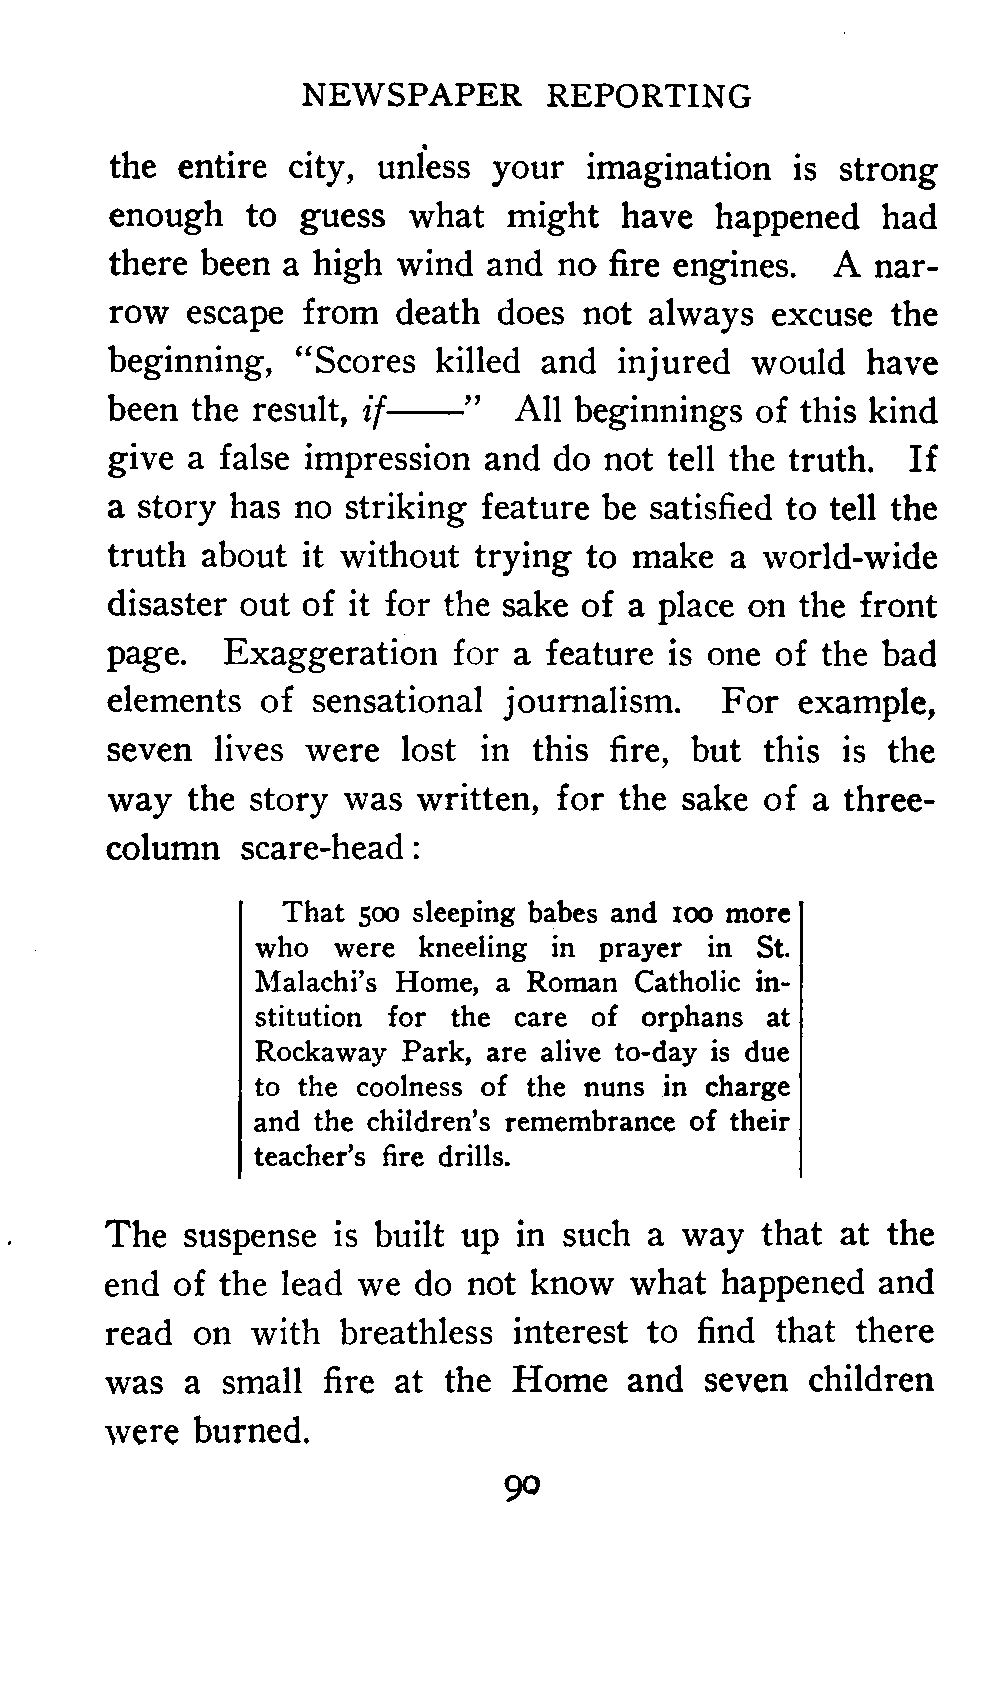 NEWSPAPER REPORTING
the entire city, unless your imagination is strong
enough to guess what might have happened had
there been a high wind and no fire engines. A nar-
row escape from death does not always excuse the
beginning, “Scores killed and injured would have
been the result, if——” All beginnings of this kind
give a false impression and do not tell the truth. If
a story has no striking feature be satisfied to tell the
truth about it without trying to make a world-wide
disaster out of it for the sake of a place on the front
page. Exaggeration for a feature is one of the bad
elements of sensational journalism. For example,
seven lives were lost in this fire, but this is the
way the story was written, for the sake of a three-
column scare-head:
That 500 sleeping babes and 100 more
who were kneeling in prayer in St.
Malachi's Home, a Roman Catholic in-
stitution for the care of orphans at
Rockaway Park, are alive to-day is due
to the coolness of the nuns in charge
and the children's remembrance of their
teacher's fire drills.
The suspense is built up in such a way that at the
end of the lead we do not know what happened and
read on with breathless interest to find that there
was a small fire at the Home and seven children
were burned.
90